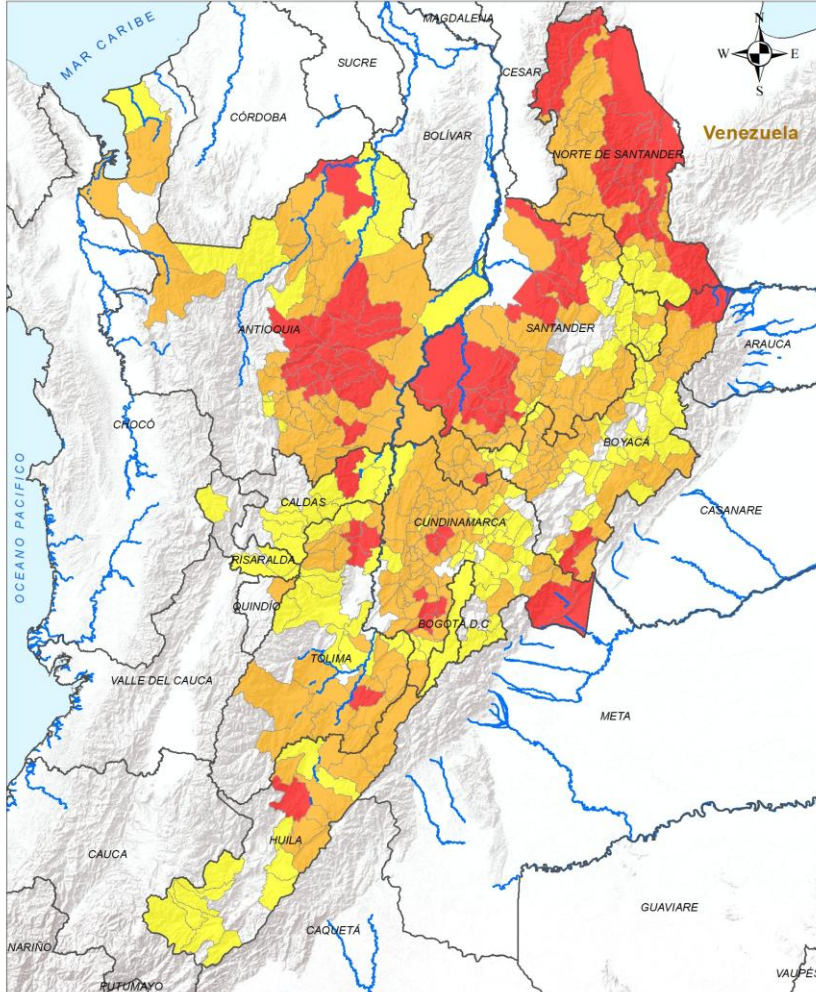 MAGDALENA
MAR CARIBE
N
W E
S
SUCRE
CESAR
CÓRDOBA
BOLÍVAR
Venezuela
NORTE DE SANTANDER
ANTIOQUIA
SANTANDER
ARAUCA
CHOCÓ
BOYACÁ
OCEANO PACIFICO
CALDAS
CUNDINAMARCA
CASANARE
RISARALDA
QUINDÍO
BOGOTÁ D.C
TOLIMA
VALLE DEL CAUCA
META
HUILA
CAUCA
GUAVIARE
CAQUETÁ
NARIÑO
PUTUMAYO
VAUPÉS